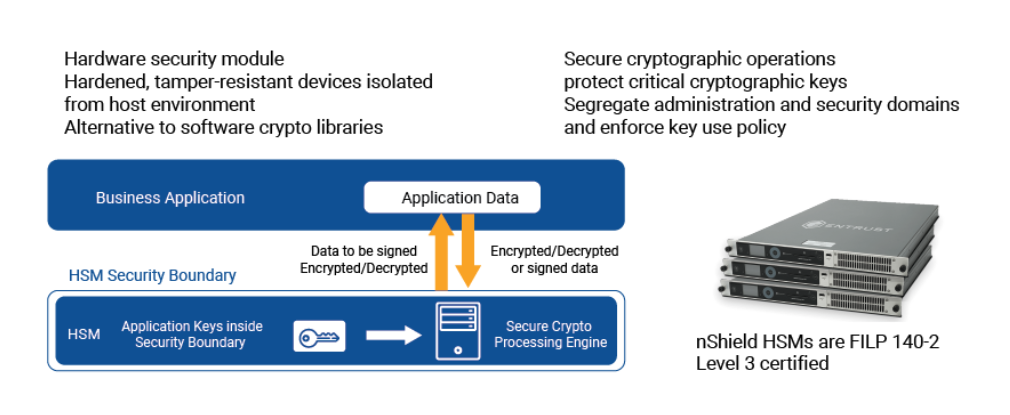 Hardware security module
Hardened, tamper-resistant devices isolated
from host environment
Alternative to software crypto libraries
Secure cryptographic operations
protect critical cryptographic keys
Segregate administration and security domains
and enforce key use policy
Business Application
Application Data
Data to be signed
Encrypted/Decrypted
Encrypted/Decrypted
or signed data
HSM Security Boundary
HSM
Application Keys inside
Security Boundary
Secure Crypto
Processing Engine
ENTRUST
nShield HSMs are FILP 140-2
Level 3 certified